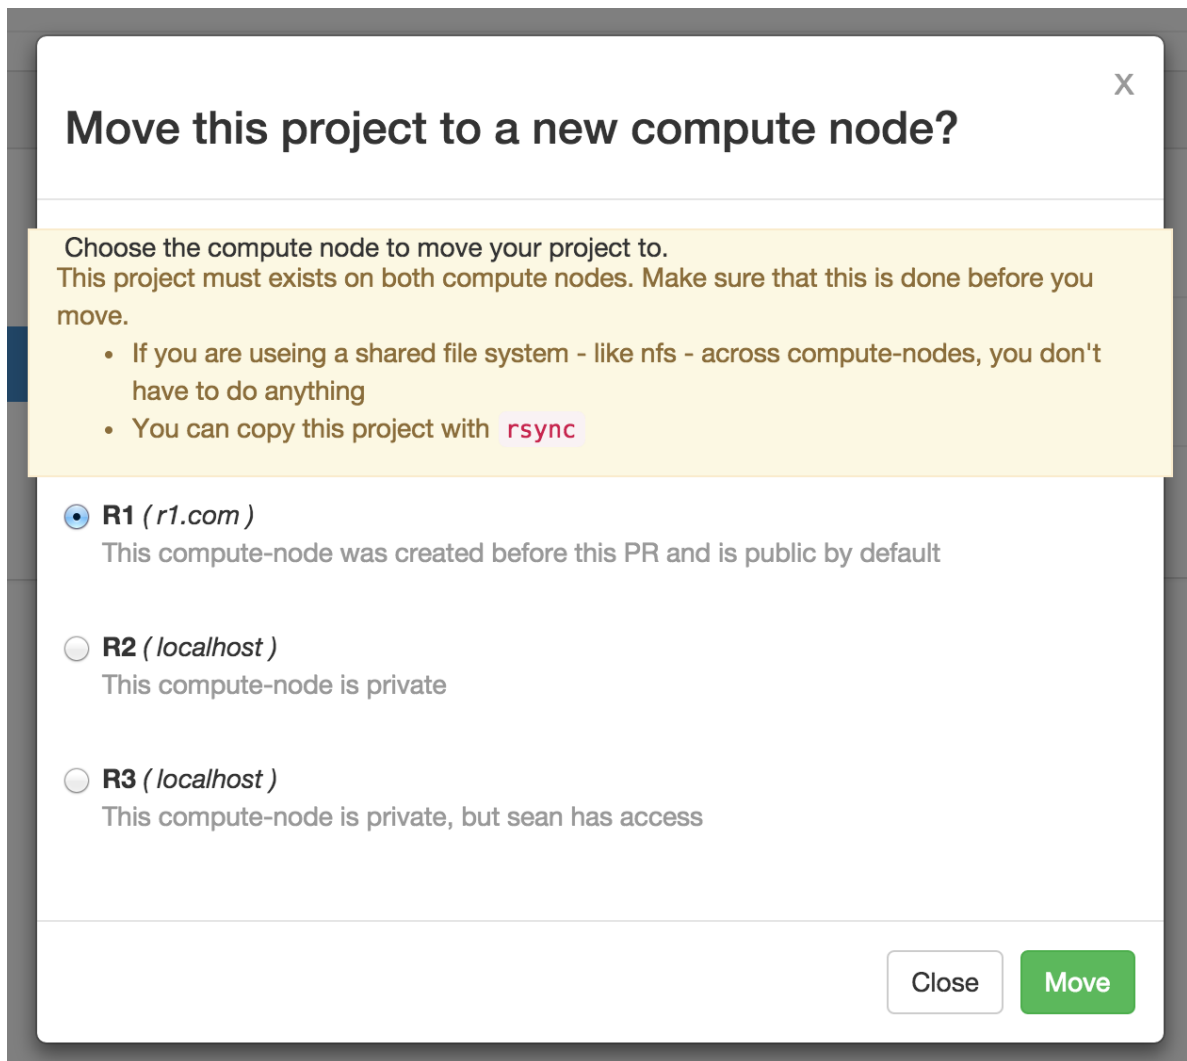 X
Move this project to a new compute node?
Choose the compute node to move your project to.
This project must exists on both compute nodes. Make sure that this is done before you
move.
• If you are useing a shared file system - like nfs - across compute-nodes, you don't
have to do anything
• You can copy this project with rsync
R1 ( r1.com )
This compute-node was created before this PR and is public by default
R2 ( localhost )
This compute-node is private
R3 ( localhost )
This compute-node is private, but sean has access
Close Move